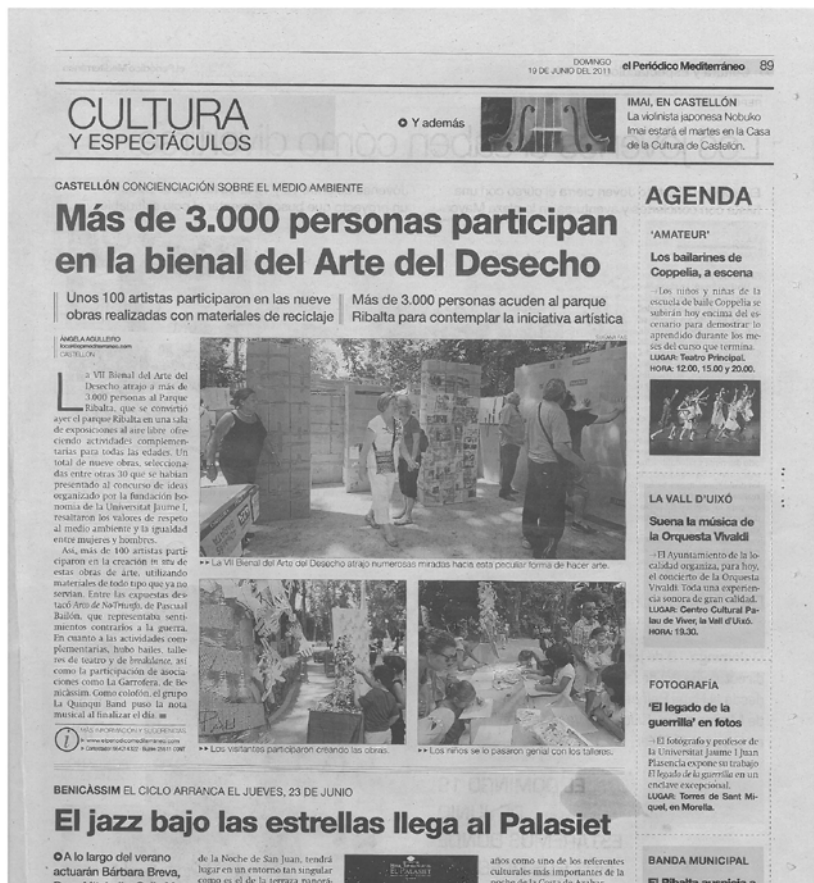 DOMINGO
19 DE JUNIO DEL 2011
el Periódico Mediterráneo 89
CULTURA
Y ESPECTÁCULOS
Y además
IMAI, EN CASTELLÓN
La violinista japonesa Nobuko
Imai estará el martes en la Casa
de la Cultura de Castellón.
CASTELLÓN CONCIENCIACIÓN SOBRE EL MEDIO AMBIENTE
Más de 3.000 personas participan
en la bienal del Arte del Desecho
Unos 100 artistas participaron en las nueve
obras realizadas con materiales de reciclaje
Más de 3.000 personas acuden al parque
Ribalta para contemplar la iniciativa artística
ÀNGELA AGULLEIRO
CASTELLÓN
La VII Bienal del Arte del
Desecho atrajo a más de
3.000 personas al Parque
Ribalta, que se convirtió
ayer el parque Ribalta en una sala
de exposiciones al aire libre ofre-
ciendo actividades complemen-
tarias para todas las edades. Un
total de nueve obras, selecciona-
das entre otras 30 que se habían
presentado al concurso de ideas
organizado por la fundación Iso-
nomia de la Universitat Jaume I,
resaltaron los valores de respeto
al medio ambiente y la igualdad
entre mujeres y hombres.
Así, más de 100 artistas parti-
ciparon en la creación in situ de
estas obras de arte, utilizando
materiales de todo tipo que ya no
servían. Entre las expuestas des-
tacó Arco de No-Triunfo, de Pascual
Bailón, que representaba senti-
mientos contrarios a la guerra.
En cuanto a las actividades com-
plementarias, hubo bailes, talle-
res de teatro y de breakdance, así
como la participación de asocia-
ciones como La Garrofera, de Be-
nicàssim. Como colofón, el grupo
La Quinqui Band puso la nota
musical al finalizar el día.
MÁS INFORMACIÓN Y SUGERENCIAS
www.elperiodicomediterraneo.com
La VII Bienal del Arte del Desecho atrajo numerosas miradas hacia esta peculiar forma de hacer arte.
Los visitantes participaron creando las obras.
Los niños se lo pasaron genial con los talleres.
AGENDA
'AMATEUR'
Los bailarines de
Coppelia, a escena
Los niños y niñas de la
escuela de baile Coppelia se
subirán hoy encima del es-
cenario para demostrar lo
aprendido durante los me-
ses del curso que termina.
LUGAR: Teatro Principal.
HORA: 12.00, 15.00 y 20.00.
LA VALL D'UIXÓ
Suena la música de
la Orquesta Vivaldi
El Ayuntamiento de la lo-
calidad organiza, para hoy,
el concierto de la Orquesta
Vivaldi. Toda una experien-
cia sonora de gran calidad.
LUGAR: Centro Cultural Pa-
lau de Viver, la Vall d'Uixó.
HORA: 19.30.
FOTOGRAFÍA
'El legado de la
guerrilla' en fotos
El fotógrafo y profesor de
la Universitat Jaume I Juan
Plasencia expone su trabajo
El legado de la guerrilla en un
enclave excepcional.
LUGAR: Torres de Sant Mi-
quel, en Morella.
BANDA MUNICIPAL
BENICÀSSIM EL CICLO ARRANCA EL JUEVES, 23 DE JUNIO
El jazz bajo las estrellas llega al Palasiet
A lo largo del verano
actuarán Bárbara Breva,
de la Noche de San Juan, tendrá
lugar en un entorno tan singular
años como uno de los referentes
culturales más importantes de la